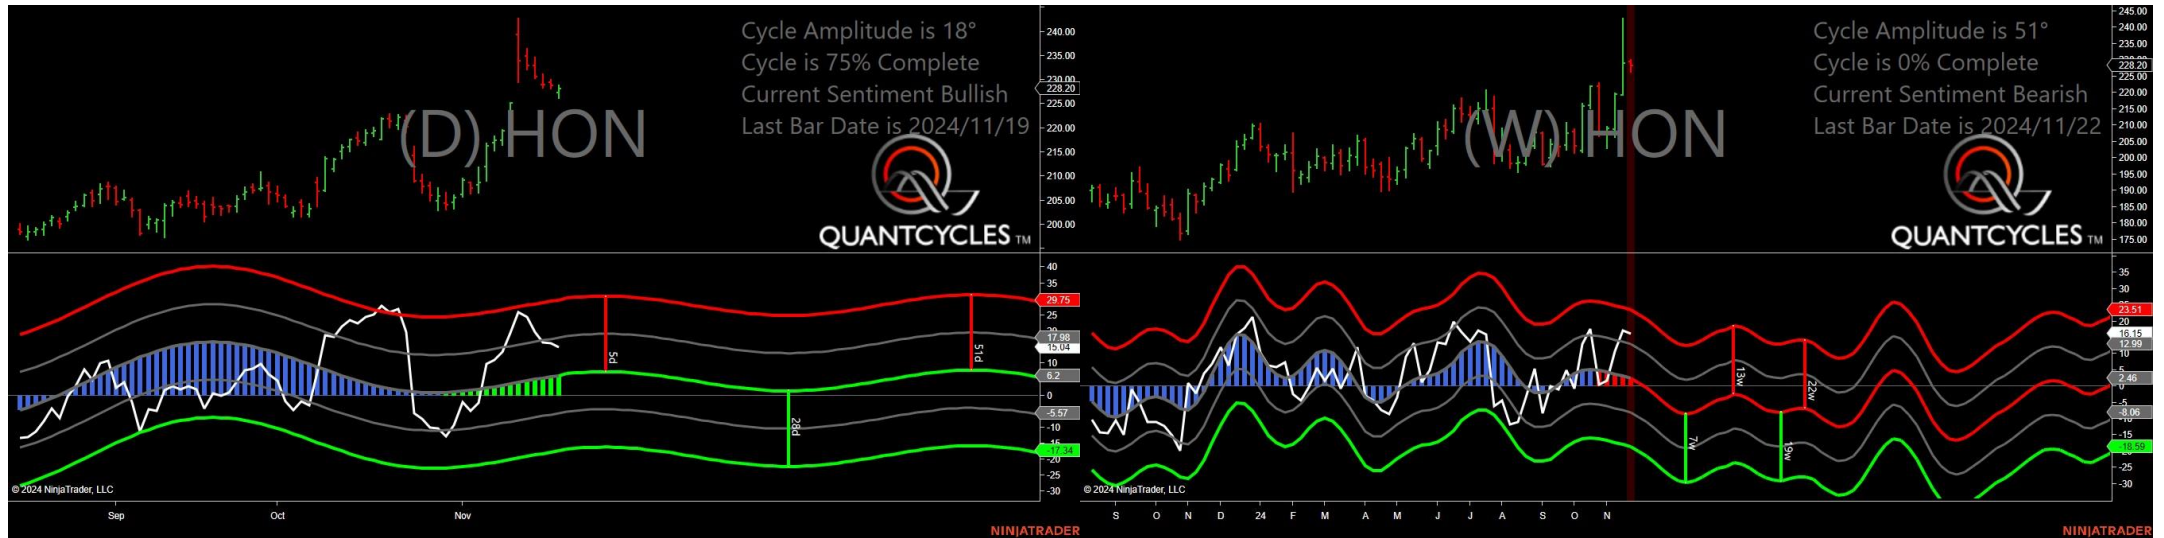 Cycle Amplitude is 18°
Cycle is 75% Complete
Current Sentiment Bullish
Last Bar Date is 2024/11/19
(D) HON
QUANTCYCLES TM
240.00
235.00
230.00
228.20
225.00
220.00
215.00
210.00
205.00
200.00
40
35
29.75
25
17.98
15.04
6.2
0
-5.57
-10
-17.34
-20
-25
-30
5d
28d
51d
© 2024 NinjaTrader, LLC
Sep Oct Nov
NINJATRADER
Cycle Amplitude is 51°
Cycle is 0% Complete
Current Sentiment Bearish
Last Bar Date is 2024/11/22
(W) HON
QUANTCYCLES TM
245.00
240.00
235.00
228.20
225.00
220.00
215.00
210.00
205.00
200.00
195.00
190.00
185.00
180.00
175.00
35
30
23.51
20
16.15
12.99
10
5
2.46
-5
-8.06
-15
-18.59
-25
-30
7w
13w
19w
22w
© 2024 NinjaTrader, LLC
S O N D 24 F M A M J J A S O N
NINJATRADER